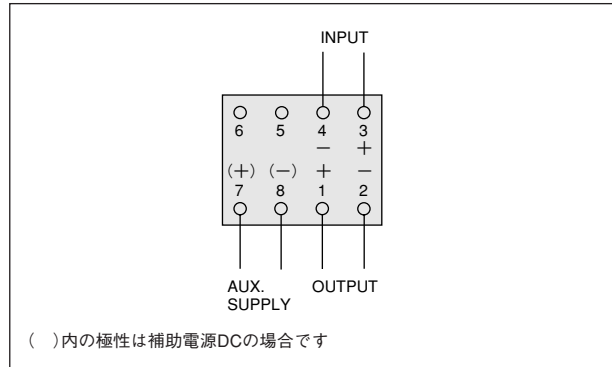 INPUT
6 5 4 3
− +
(+) (−) + −
7 8 1 2
AUX. SUPPLY OUTPUT
(　)内の極性は補助電源DCの場合です